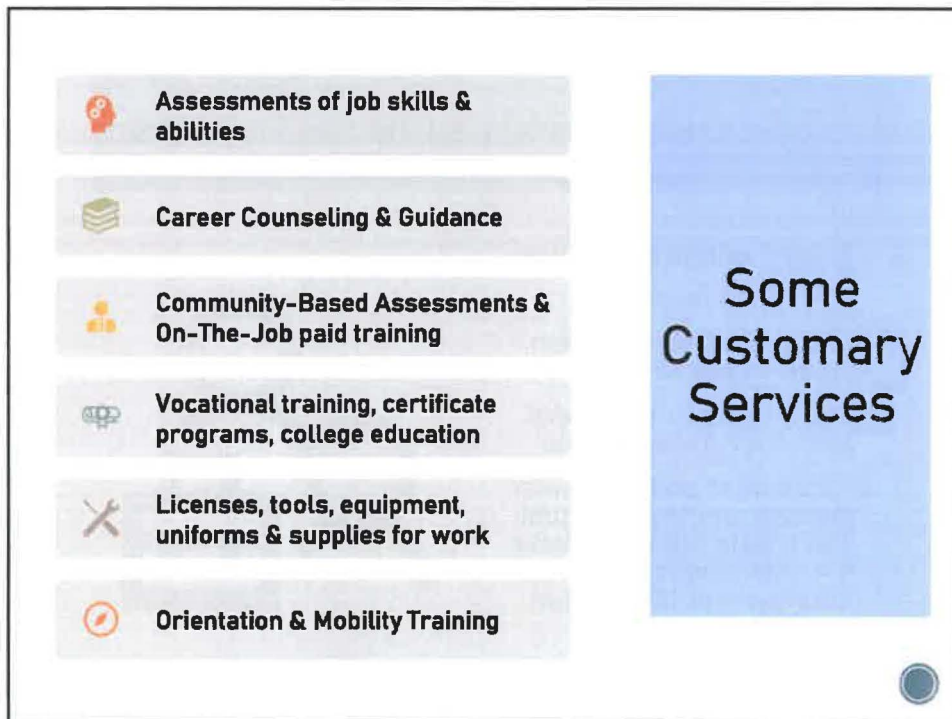 Assessments of job skills &
abilities
Career Counseling & Guidance
Community-Based Assessments &
On-The-Job paid training
Vocational training, certificate
programs, college education
Licenses, tools, equipment,
uniforms & supplies for work
Orientation & Mobility Training
Some
Customary
Services